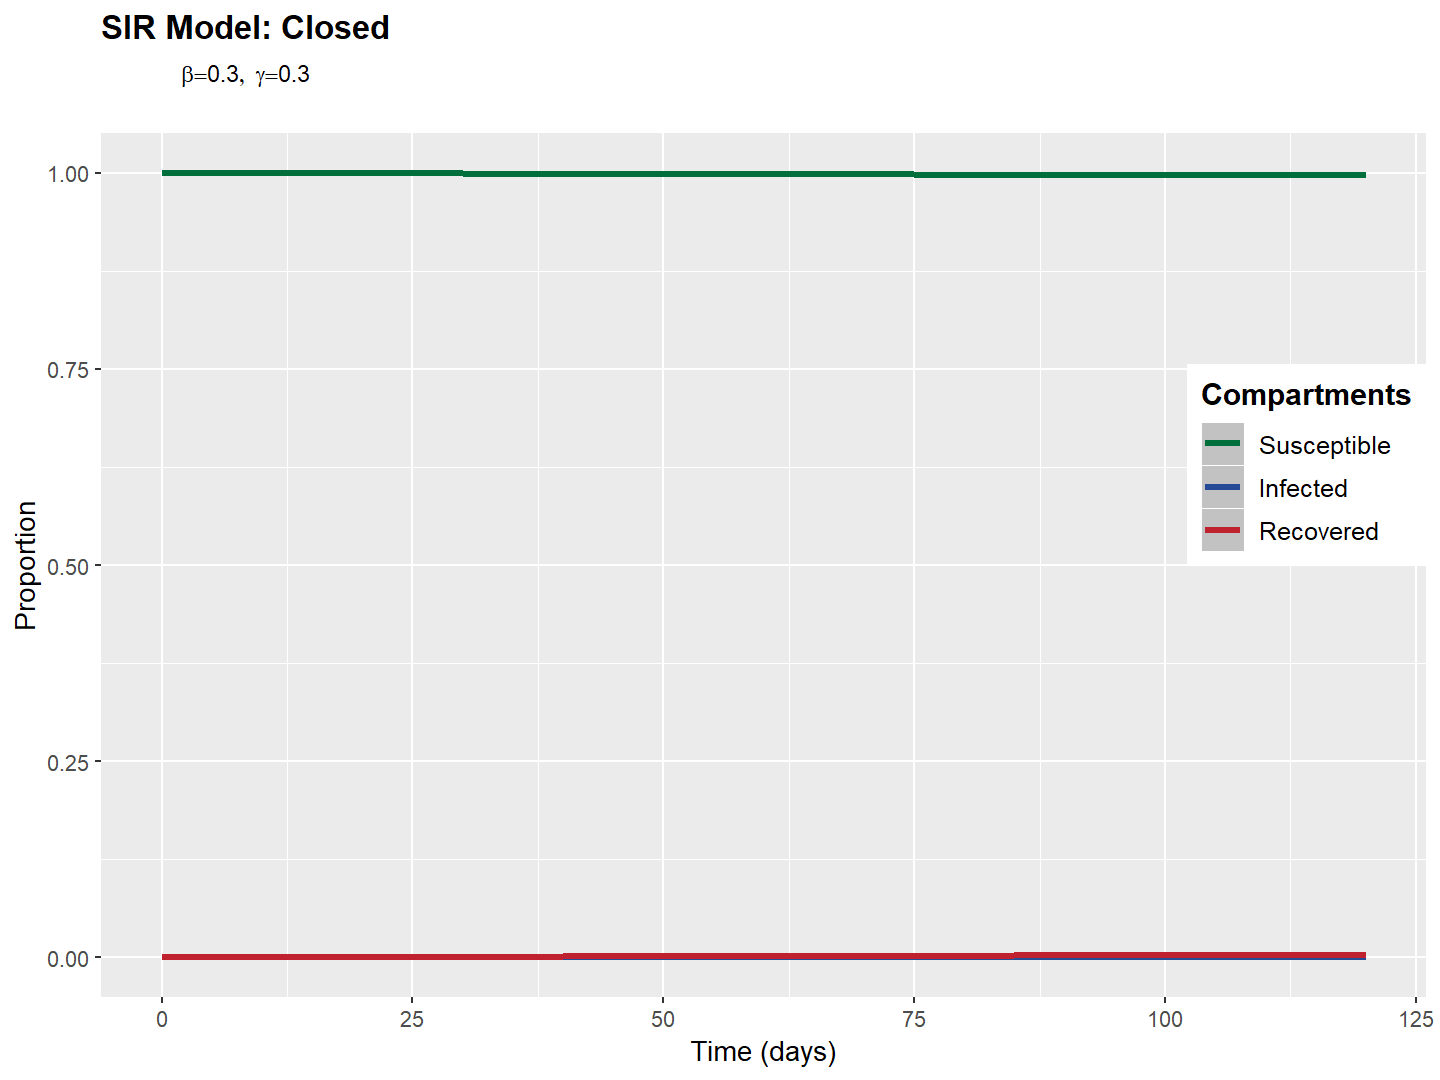 SIR Model: Closed
β=0.3, γ=0.3
1.00
0.75
0.50
0.25
0.00
Proportion
Compartments
Susceptible
Infected
Recovered
0 25 50 75 100 125
Time (days)